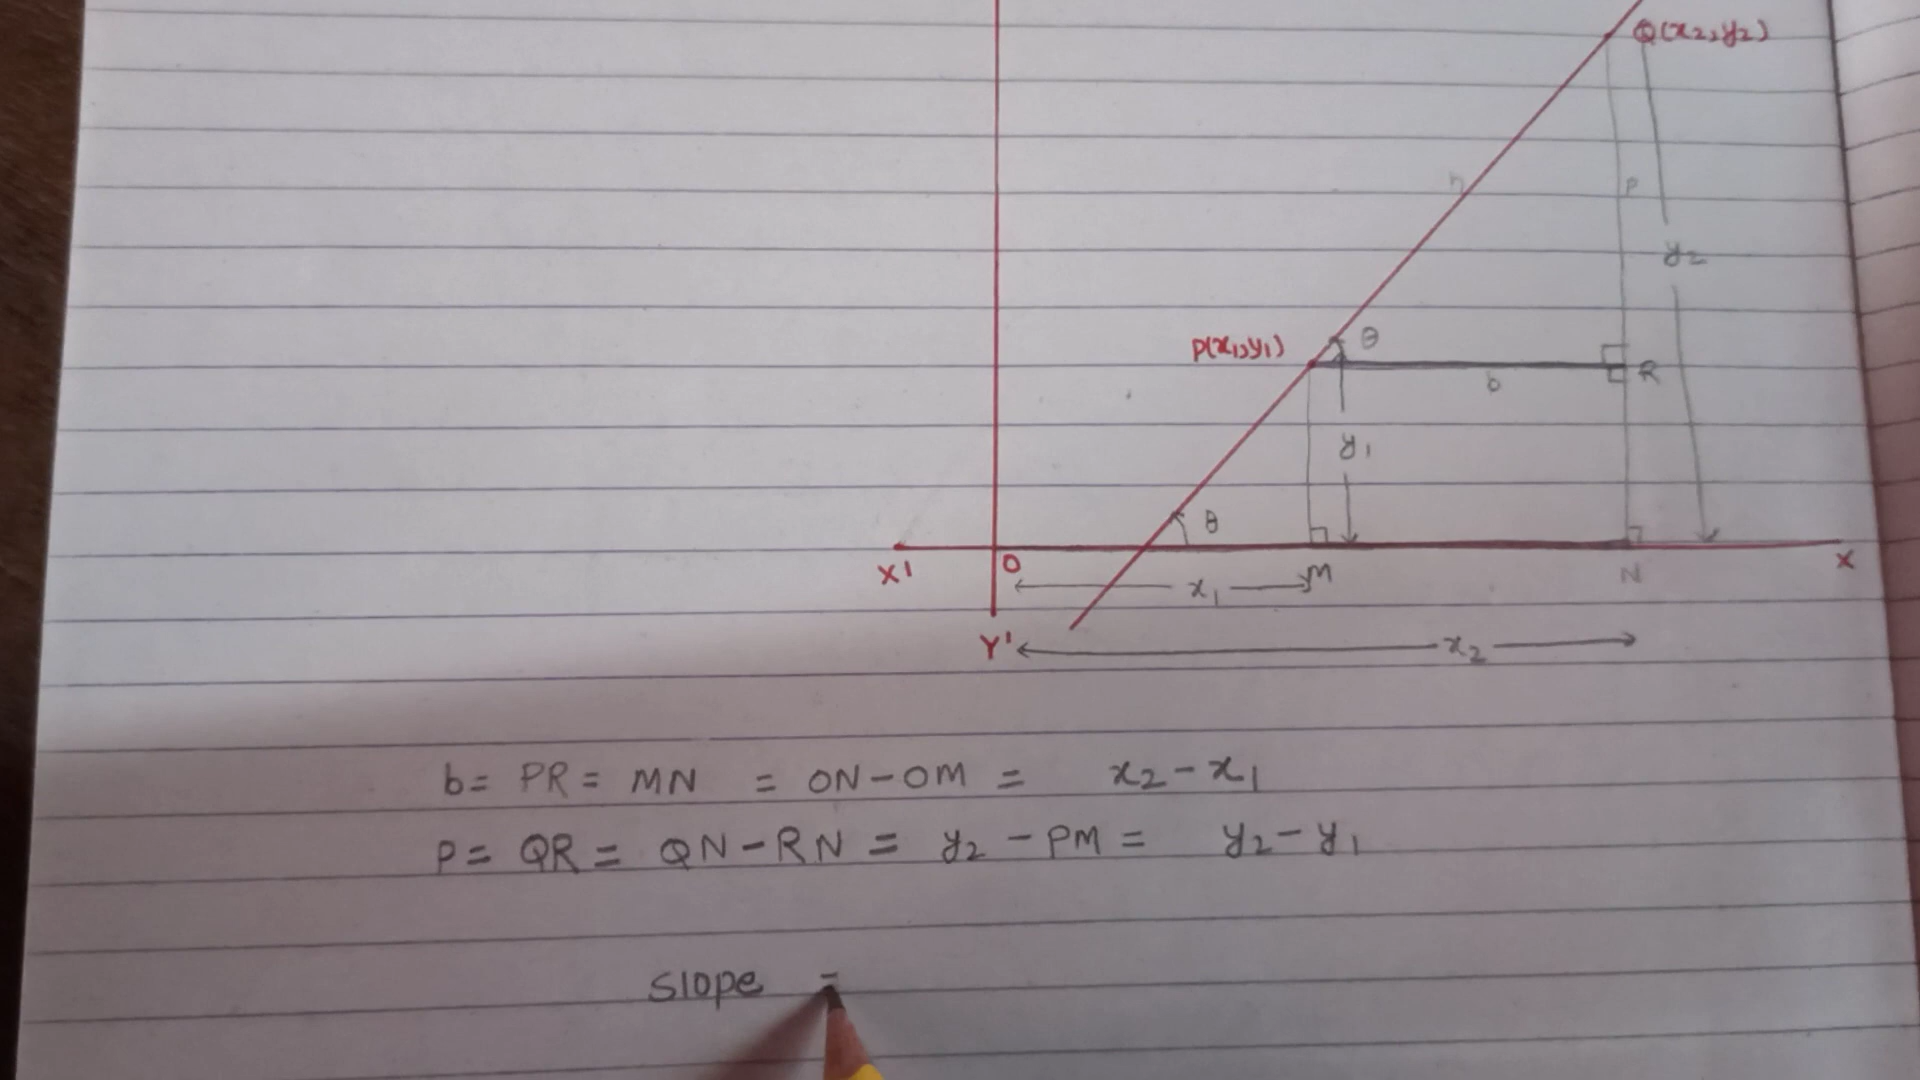 Q(x2,y2)
h
P
y2
P(x1,y1)
θ
R
b
y1
θ
X'
O
x1
M
N
X
Y'
x2
b= PR = MN = ON-OM = x2-x1
P= QR = QN-RN = y2-PM = y2-y1
slope =